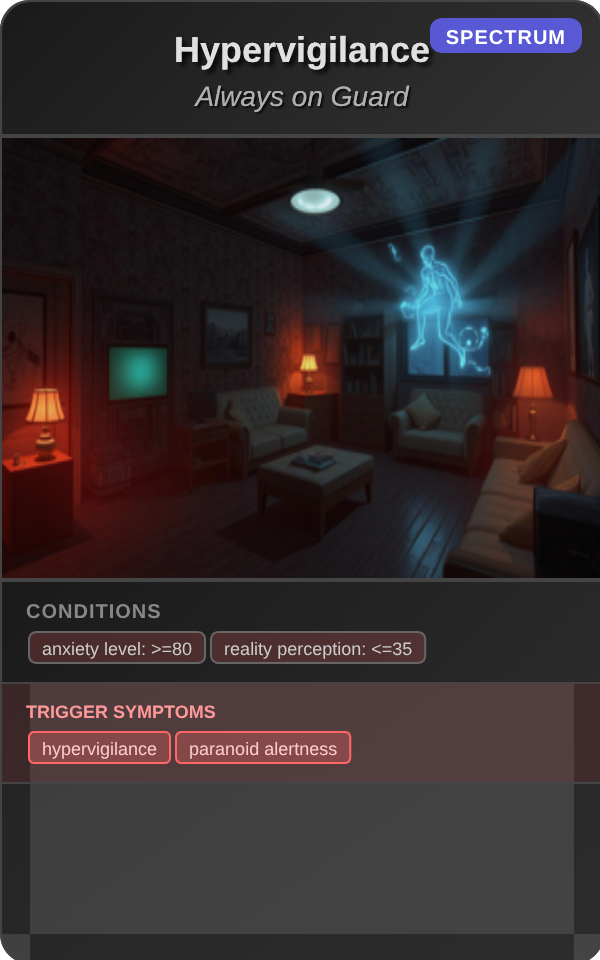 Hypervigilance
SPECTRUM
Always on Guard
CONDITIONS
anxiety level: >=80 reality perception: <=35
TRIGGER SYMPTOMS
hypervigilance paranoid alertness